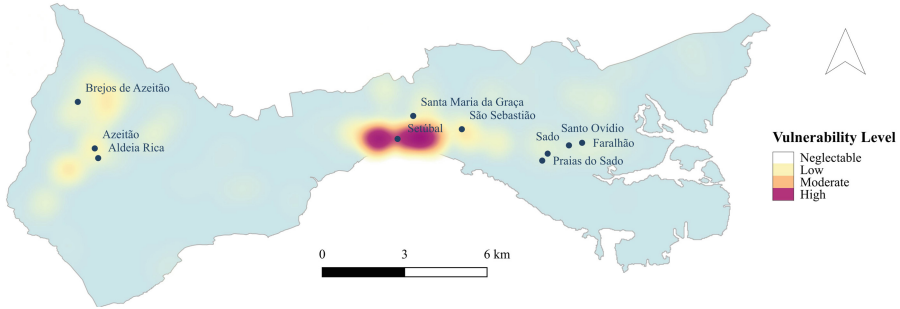 Brejos de Azeitão
Azeitão
Aldeia Rica
Santa Maria da Graça
São Sebastião
Setúbal
Santo Ovídio
Sado
Faralhão
Praias do Sado
Vulnerability Level
Neglectable
Low
Moderate
High
0 3 6 km